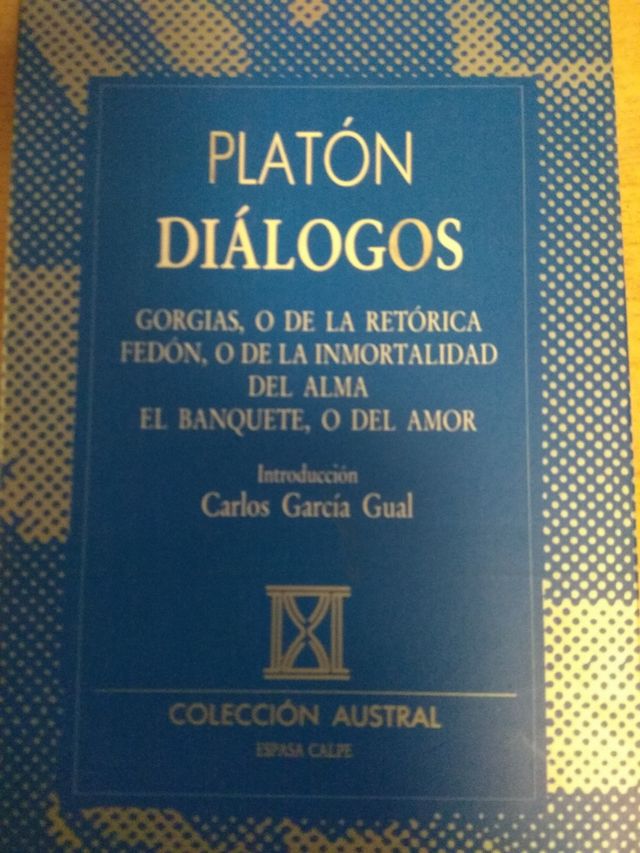 PLATÓN
DIÁLOGOS
GORGIAS, O DE LA RETÓRICA
FEDÓN, O DE LA INMORTALIDAD
DEL ALMA
EL BANQUETE, O DEL AMOR
Introducción
Carlos García Gual
COLECCIÓN AUSTRAL
ESPASA CALPE